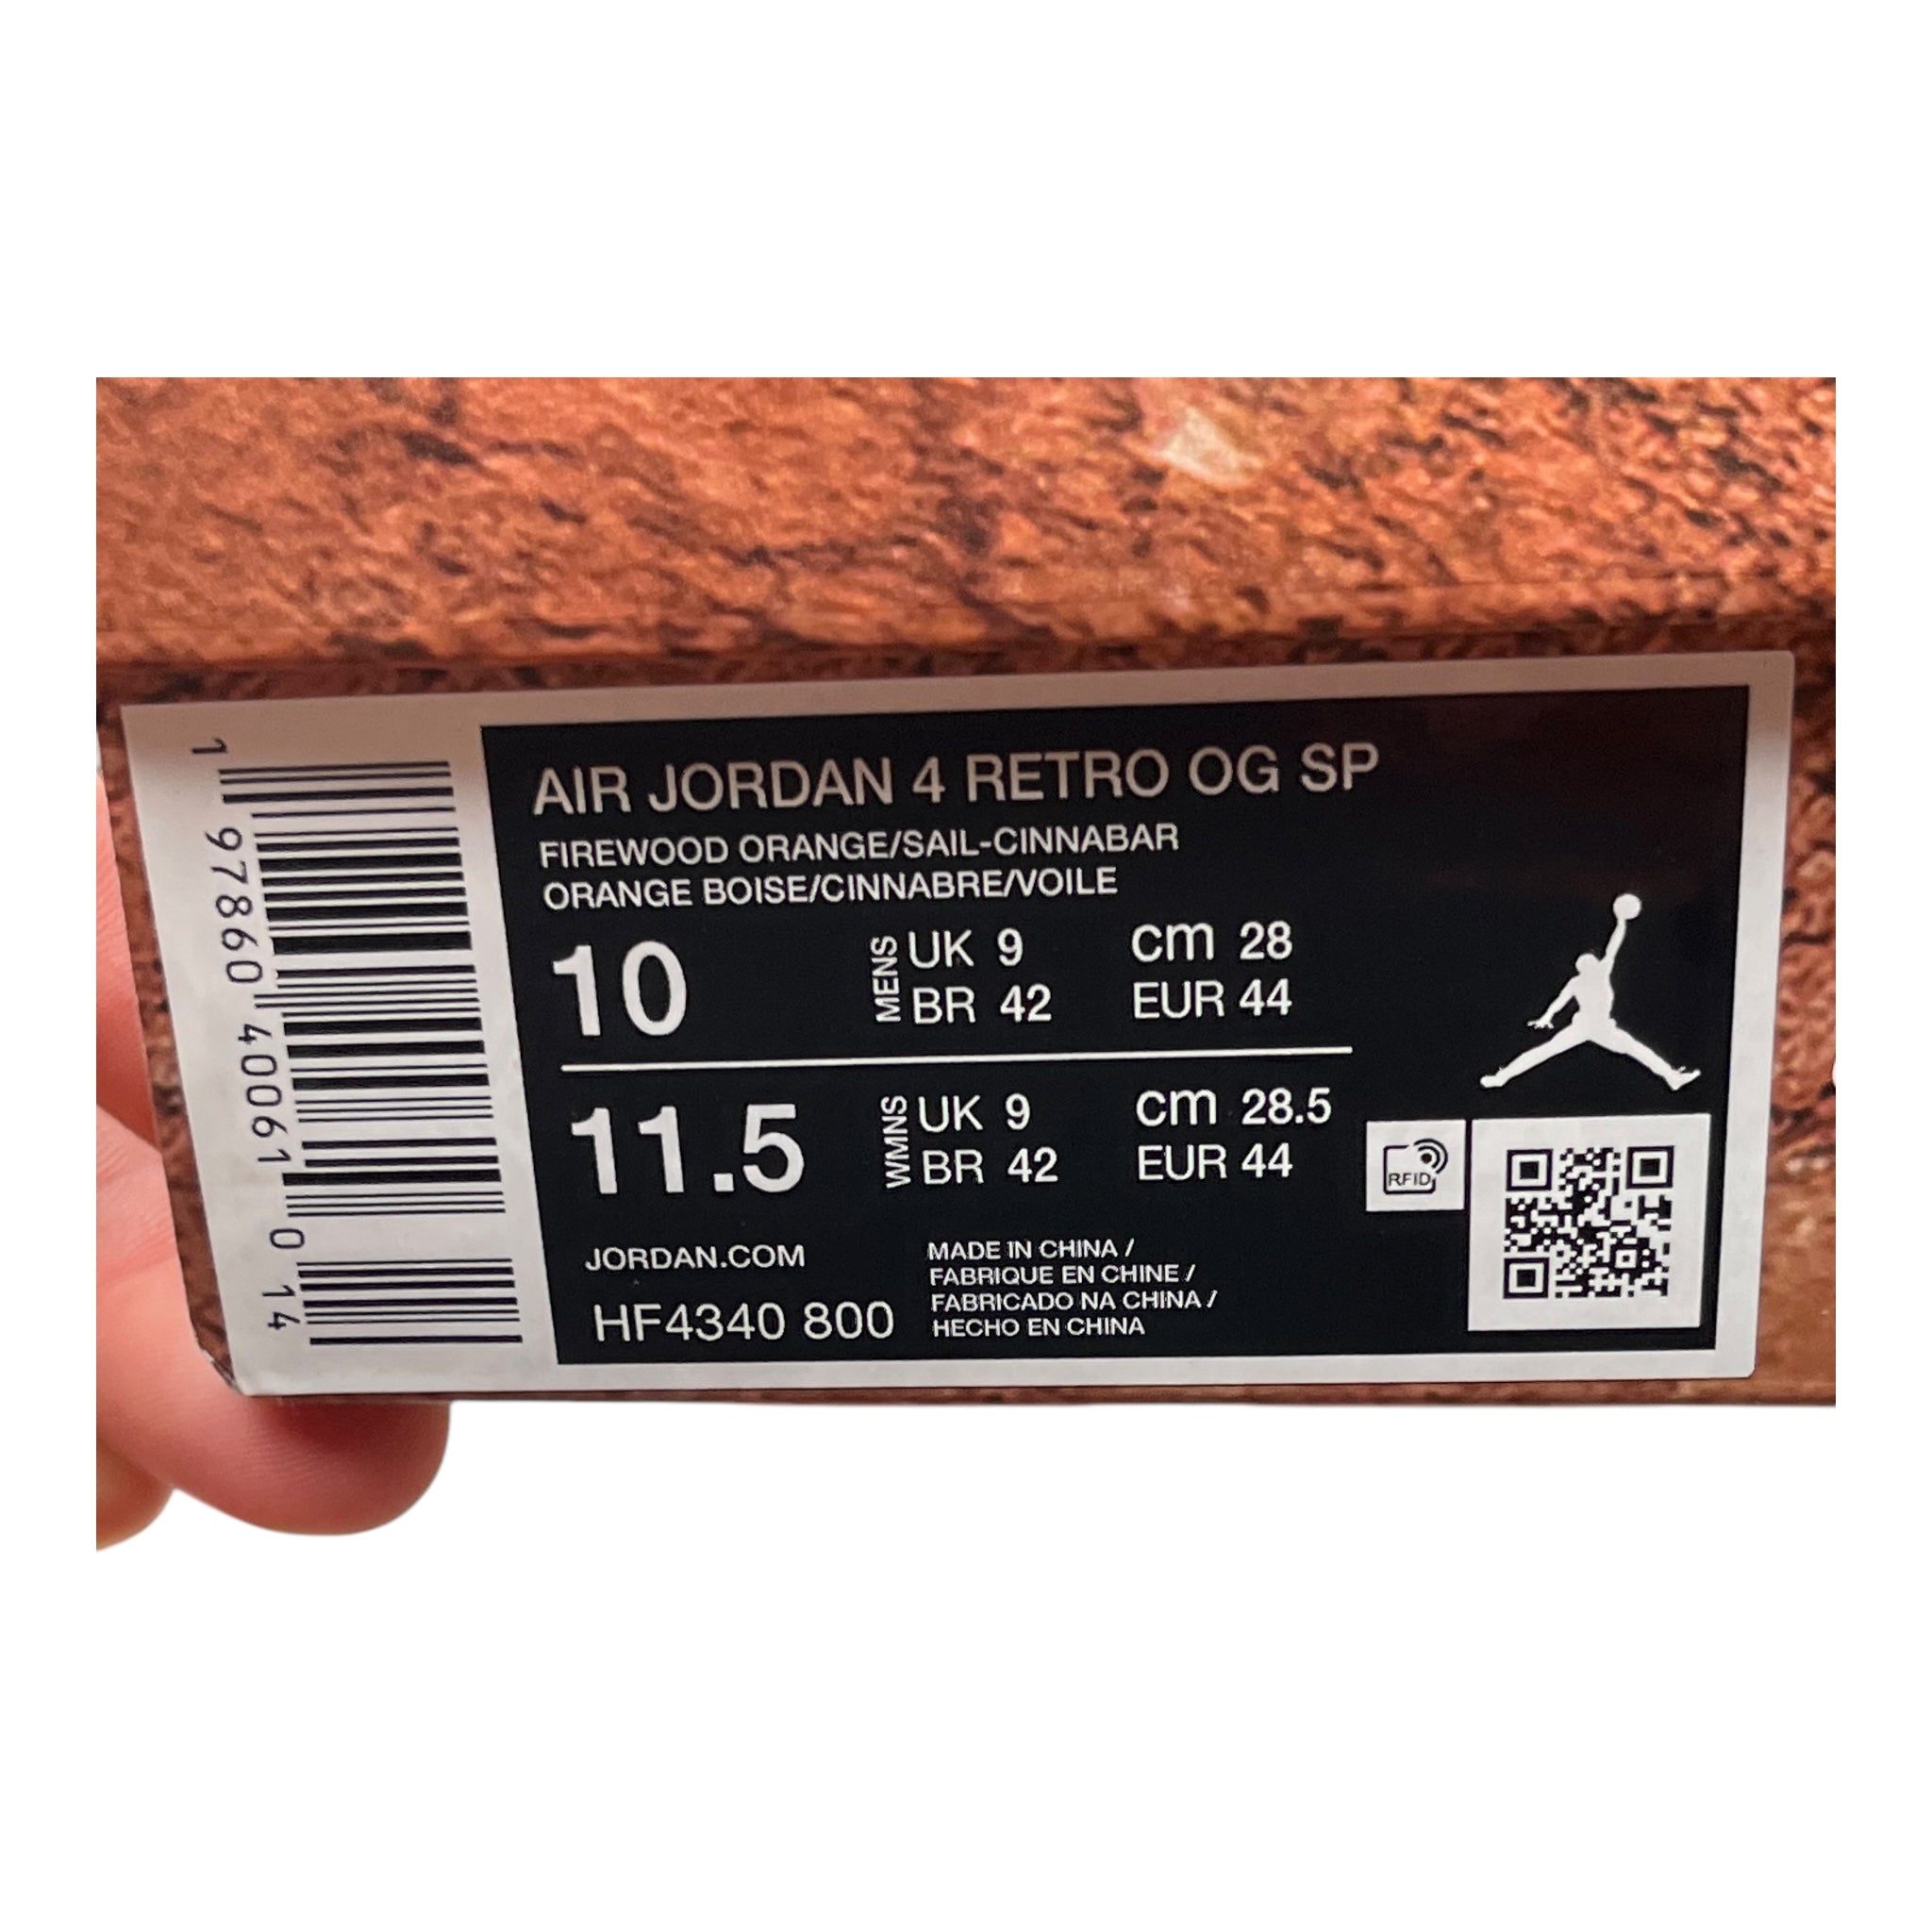 1 97860 40061 0 14
AIR JORDAN 4 RETRO OG SP
FIREWOOD ORANGE/SAIL-CINNABAR
ORANGE BOISE/CINNABRE/VOILE
10 MENS UK 9 cm 28
BR 42 EUR 44
11.5 WMNS UK 9 cm 28.5
BR 42 EUR 44
RFID
JORDAN.COM
HF4340 800
MADE IN CHINA /
FABRIQUE EN CHINE /
FABRICADO NA CHINA /
HECHO EN CHINA